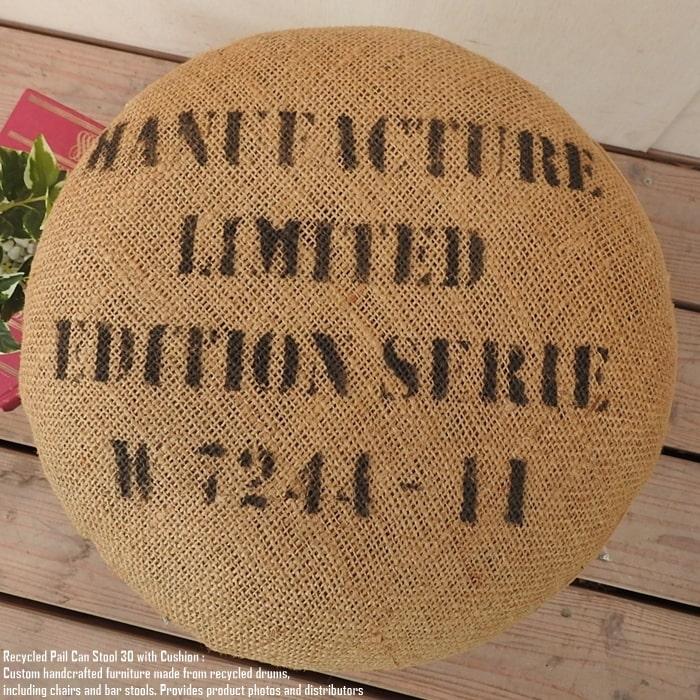 MANUFACTURE
LIMITED
EDITION SERIE
W 7244 - 11
Recycled Pail Can Stool 30 with Cushion :
Custom handcrafted furniture made from recycled drums,
including chairs and bar stools. Provides product photos and distributors